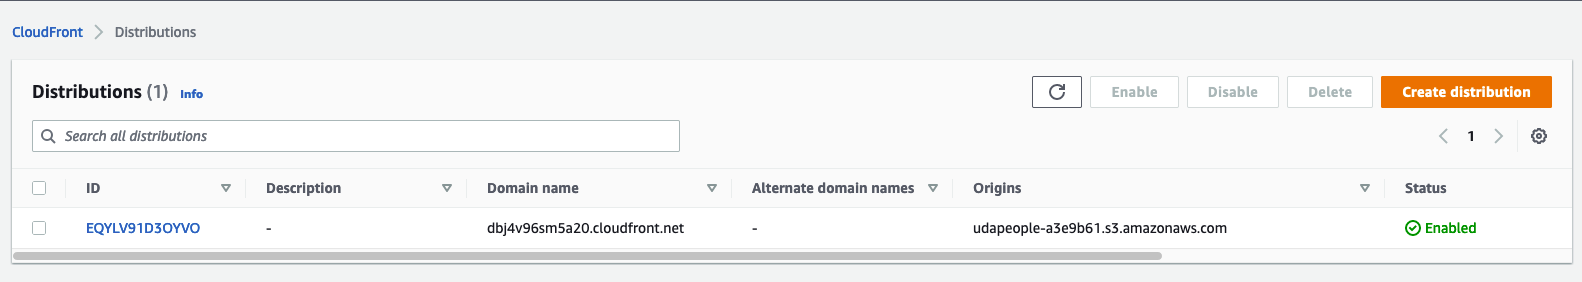 CloudFront > Distributions
Distributions (1) Info
Enable Disable Delete Create distribution
Search all distributions
1
ID Description Domain name Alternate domain names Origins Status
EQYLV91D3OYVO - dbj4v96sm5a20.cloudfront.net - udapeople-a3e9b61.s3.amazonaws.com Enabled